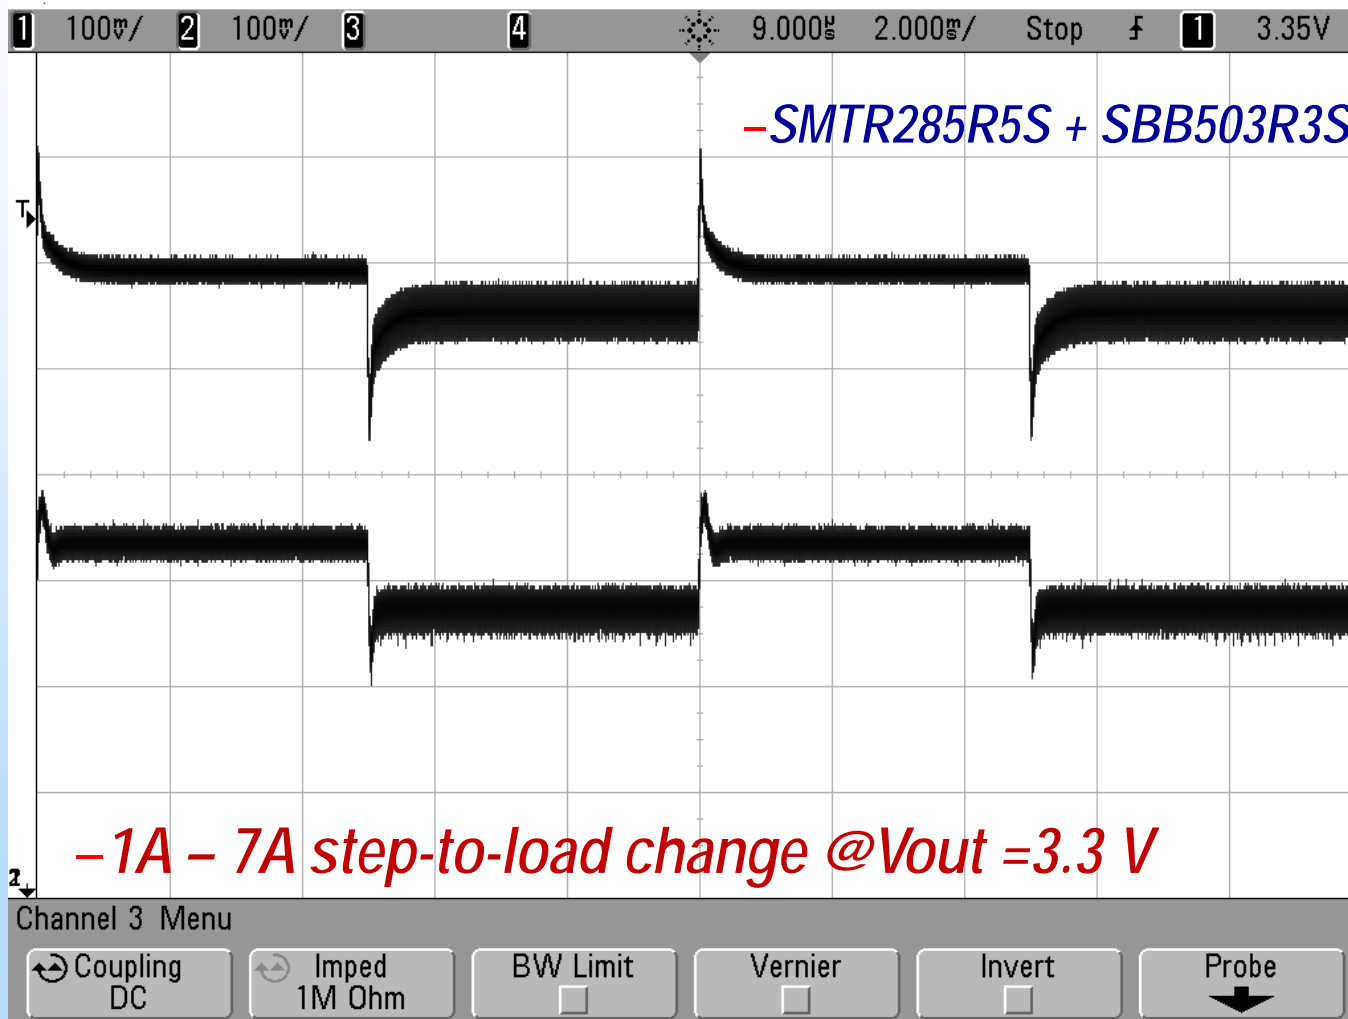 1 100mV/ 2 100mV/ 3 4 9.000s 2.000ms/ Stop 1 3.35V
–SMTR285R5S + SBB503R3S
T
–1A – 7A step-to-load change @Vout =3.3 V
Channel 3 Menu
Coupling Imped BW Limit Vernier Invert Probe
DC 1M Ohm